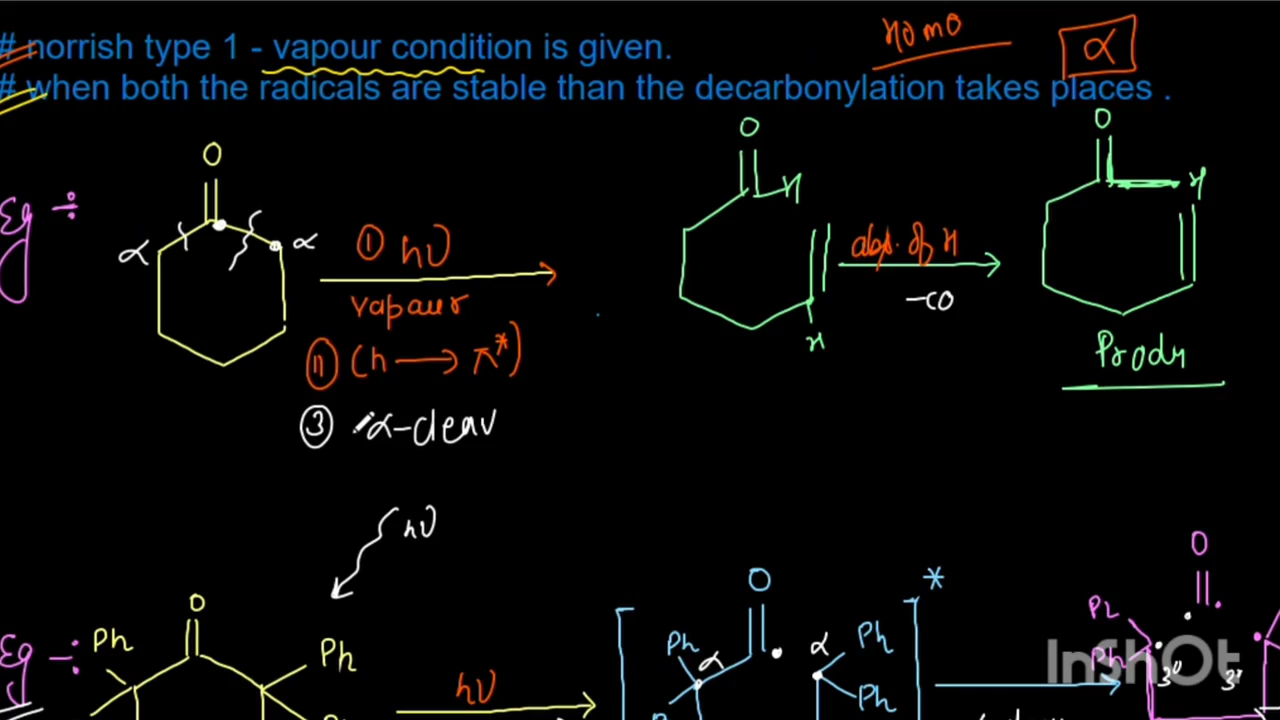 # norrish type 1 - vapour condition is given.
HOMO
α
# when both the radicals are stable than the decarbonylation takes places .
Eg ÷
O
α
α
① hν
vapour
⑪ (n → π*)
③ α-cleav
O
H
H
abs. of H
-CO
O
H
Produ
hν
Eg -:
O
Ph
Ph
hν
O
Ph
α
α
Ph
Ph
*
O
Ph
Ph
3°
3°
InShOt